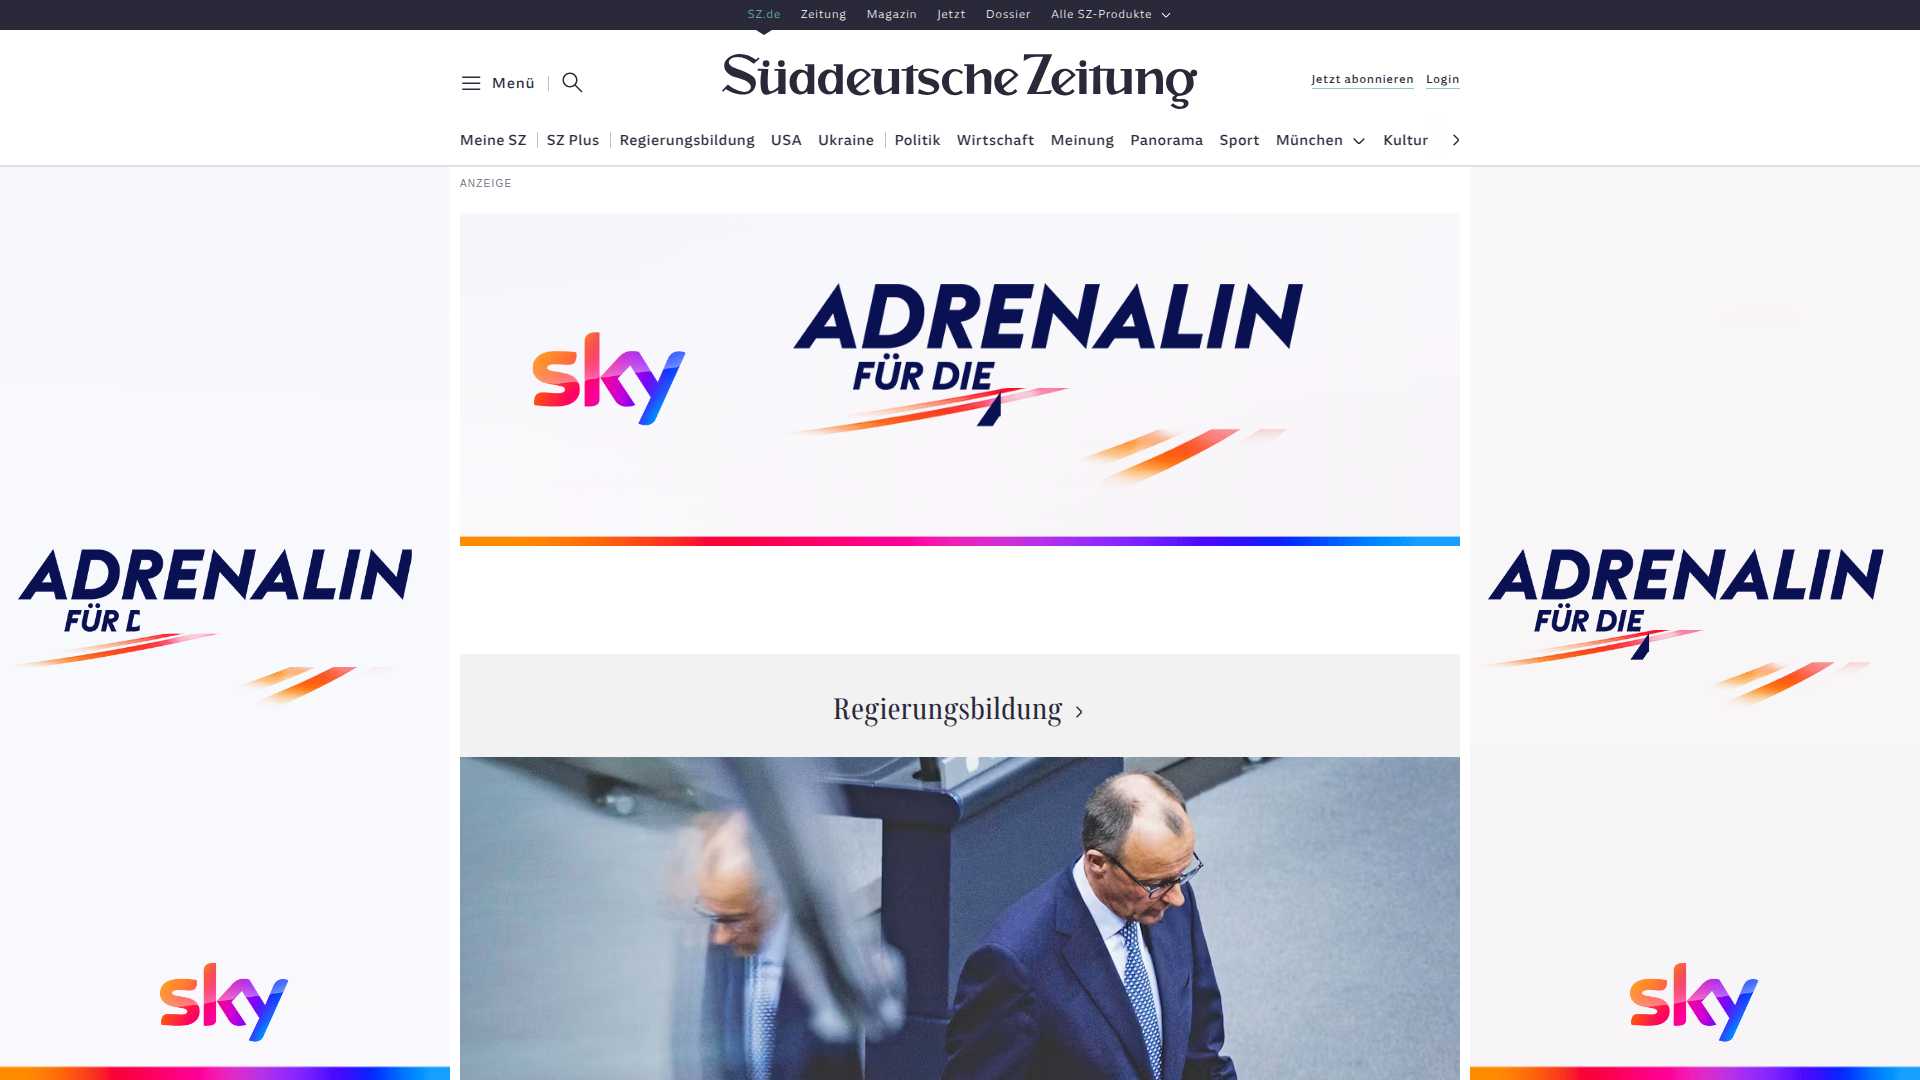 SZ.de Zeitung Magazin Jetzt Dossier Alle SZ-Produkte
Menü
Süddeutsche Zeitung
Jetzt abonnieren Login
Meine SZ SZ Plus Regierungsbildung USA Ukraine Politik Wirtschaft Meinung Panorama Sport München Kultur
ANZEIGE
sky
ADRENALIN
FÜR DIE
ADRENALIN
FÜR D
sky
ADRENALIN
FÜR DIE
sky
Regierungsbildung